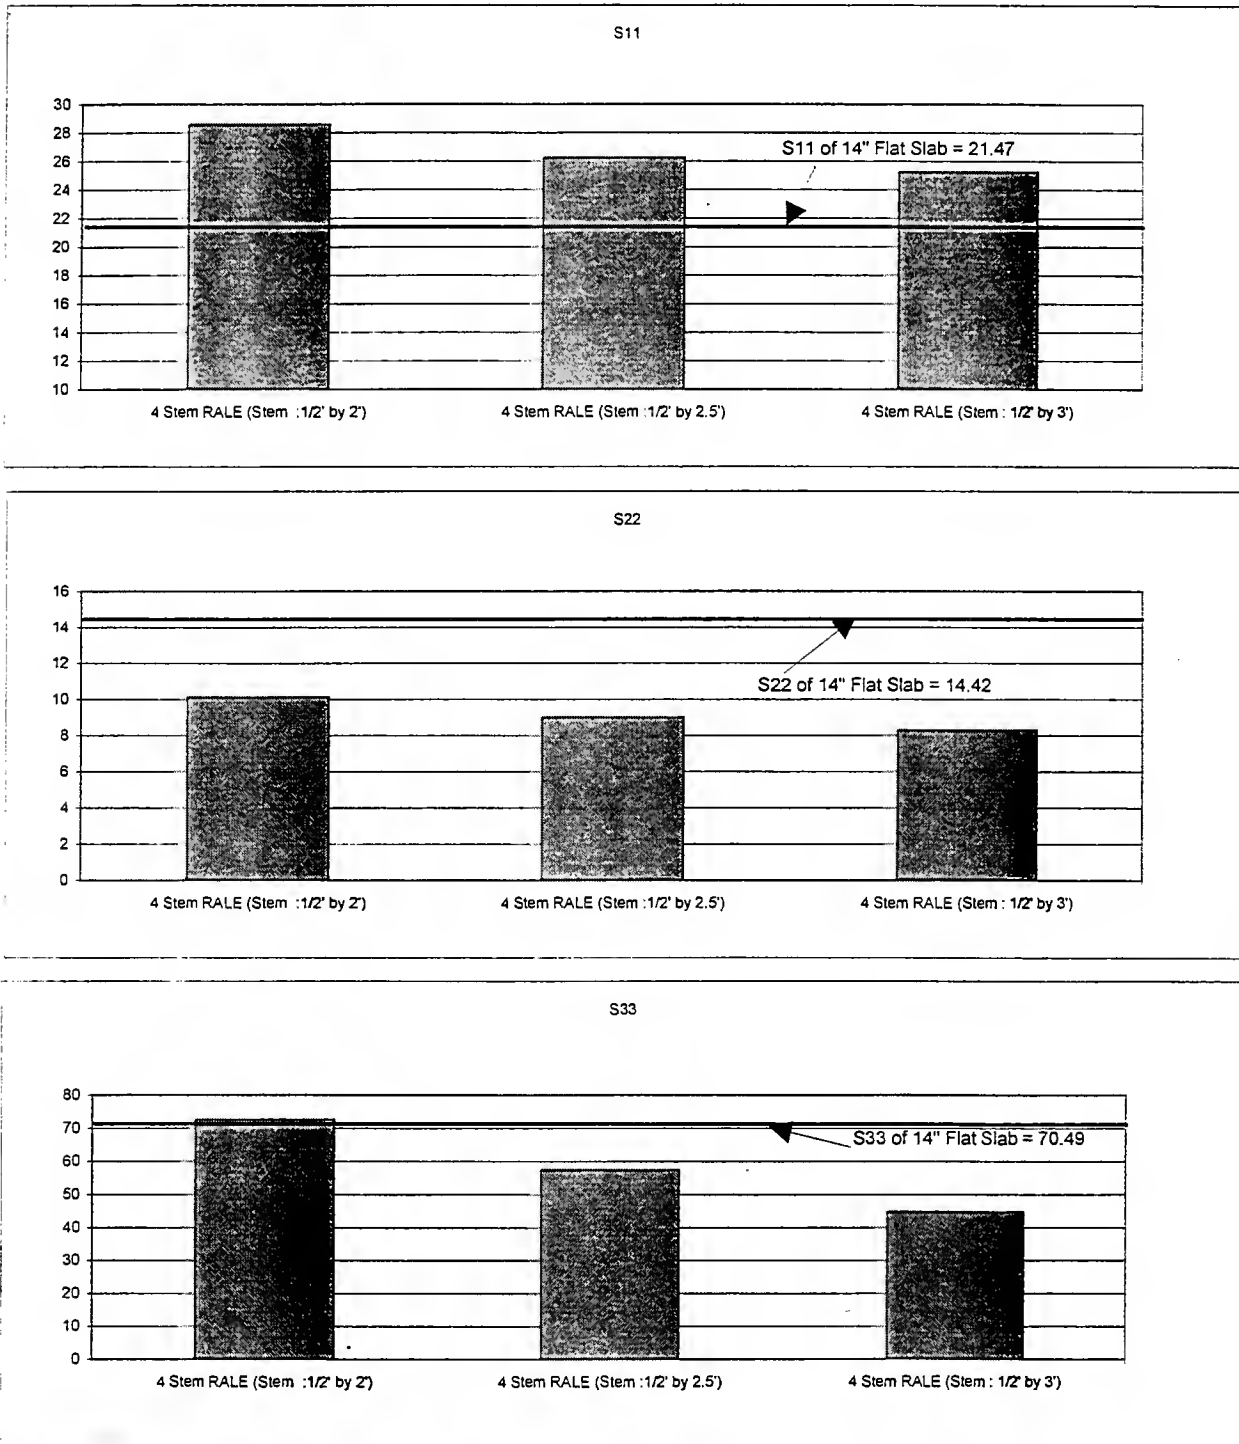 S11
30
28
26
24
22
20
18
16
14
12
10
S11 of 14" Flat Slab = 21.47
4 Stem RALE (Stem :1/2' by 2')
4 Stem RALE (Stem :1/2' by 2.5')
4 Stem RALE (Stem : 1/2' by 3')
S22
16
14
12
10
8
6
4
2
0
S22 of 14" Flat Slab = 14.42
4 Stem RALE (Stem :1/2' by 2')
4 Stem RALE (Stem :1/2' by 2.5')
4 Stem RALE (Stem : 1/2' by 3')
S33
80
70
60
50
40
30
20
10
0
S33 of 14" Flat Slab = 70.49
4 Stem RALE (Stem :1/2' by 2')
4 Stem RALE (Stem :1/2' by 2.5')
4 Stem RALE (Stem : 1/2' by 3')